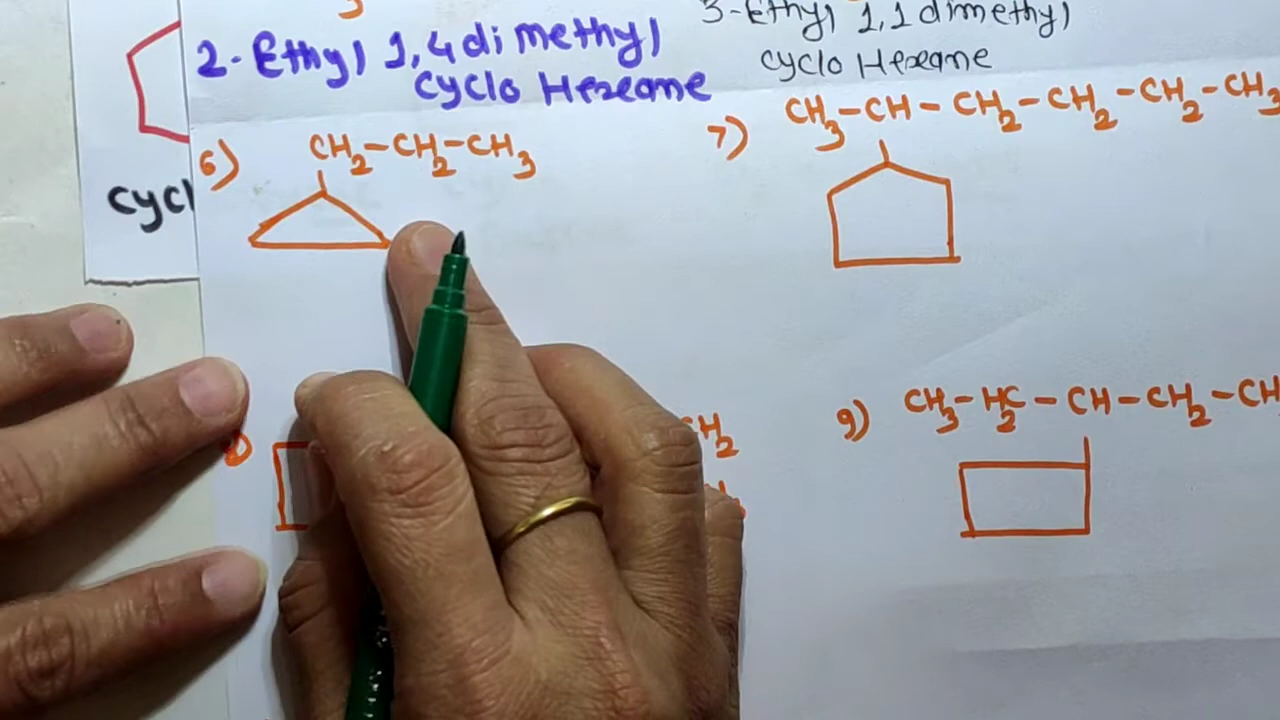 2-Ethyl 1,4 dimethyl
cyclo Hexane
3-Ethyl 1,1 dimethyl
cyclo Hexane
6) CH2-CH2-CH3
7) CH3-CH-CH2-CH2-CH2-CH3
cycl
CH2
9) CH3-H2C-CH-CH2-CH